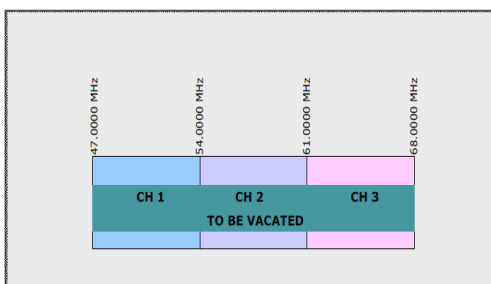 47.0000 MHz
54.0000 MHz
61.0000 MHz
68.0000 MHz
CH 1
CH 2
CH 3
TO BE VACATED